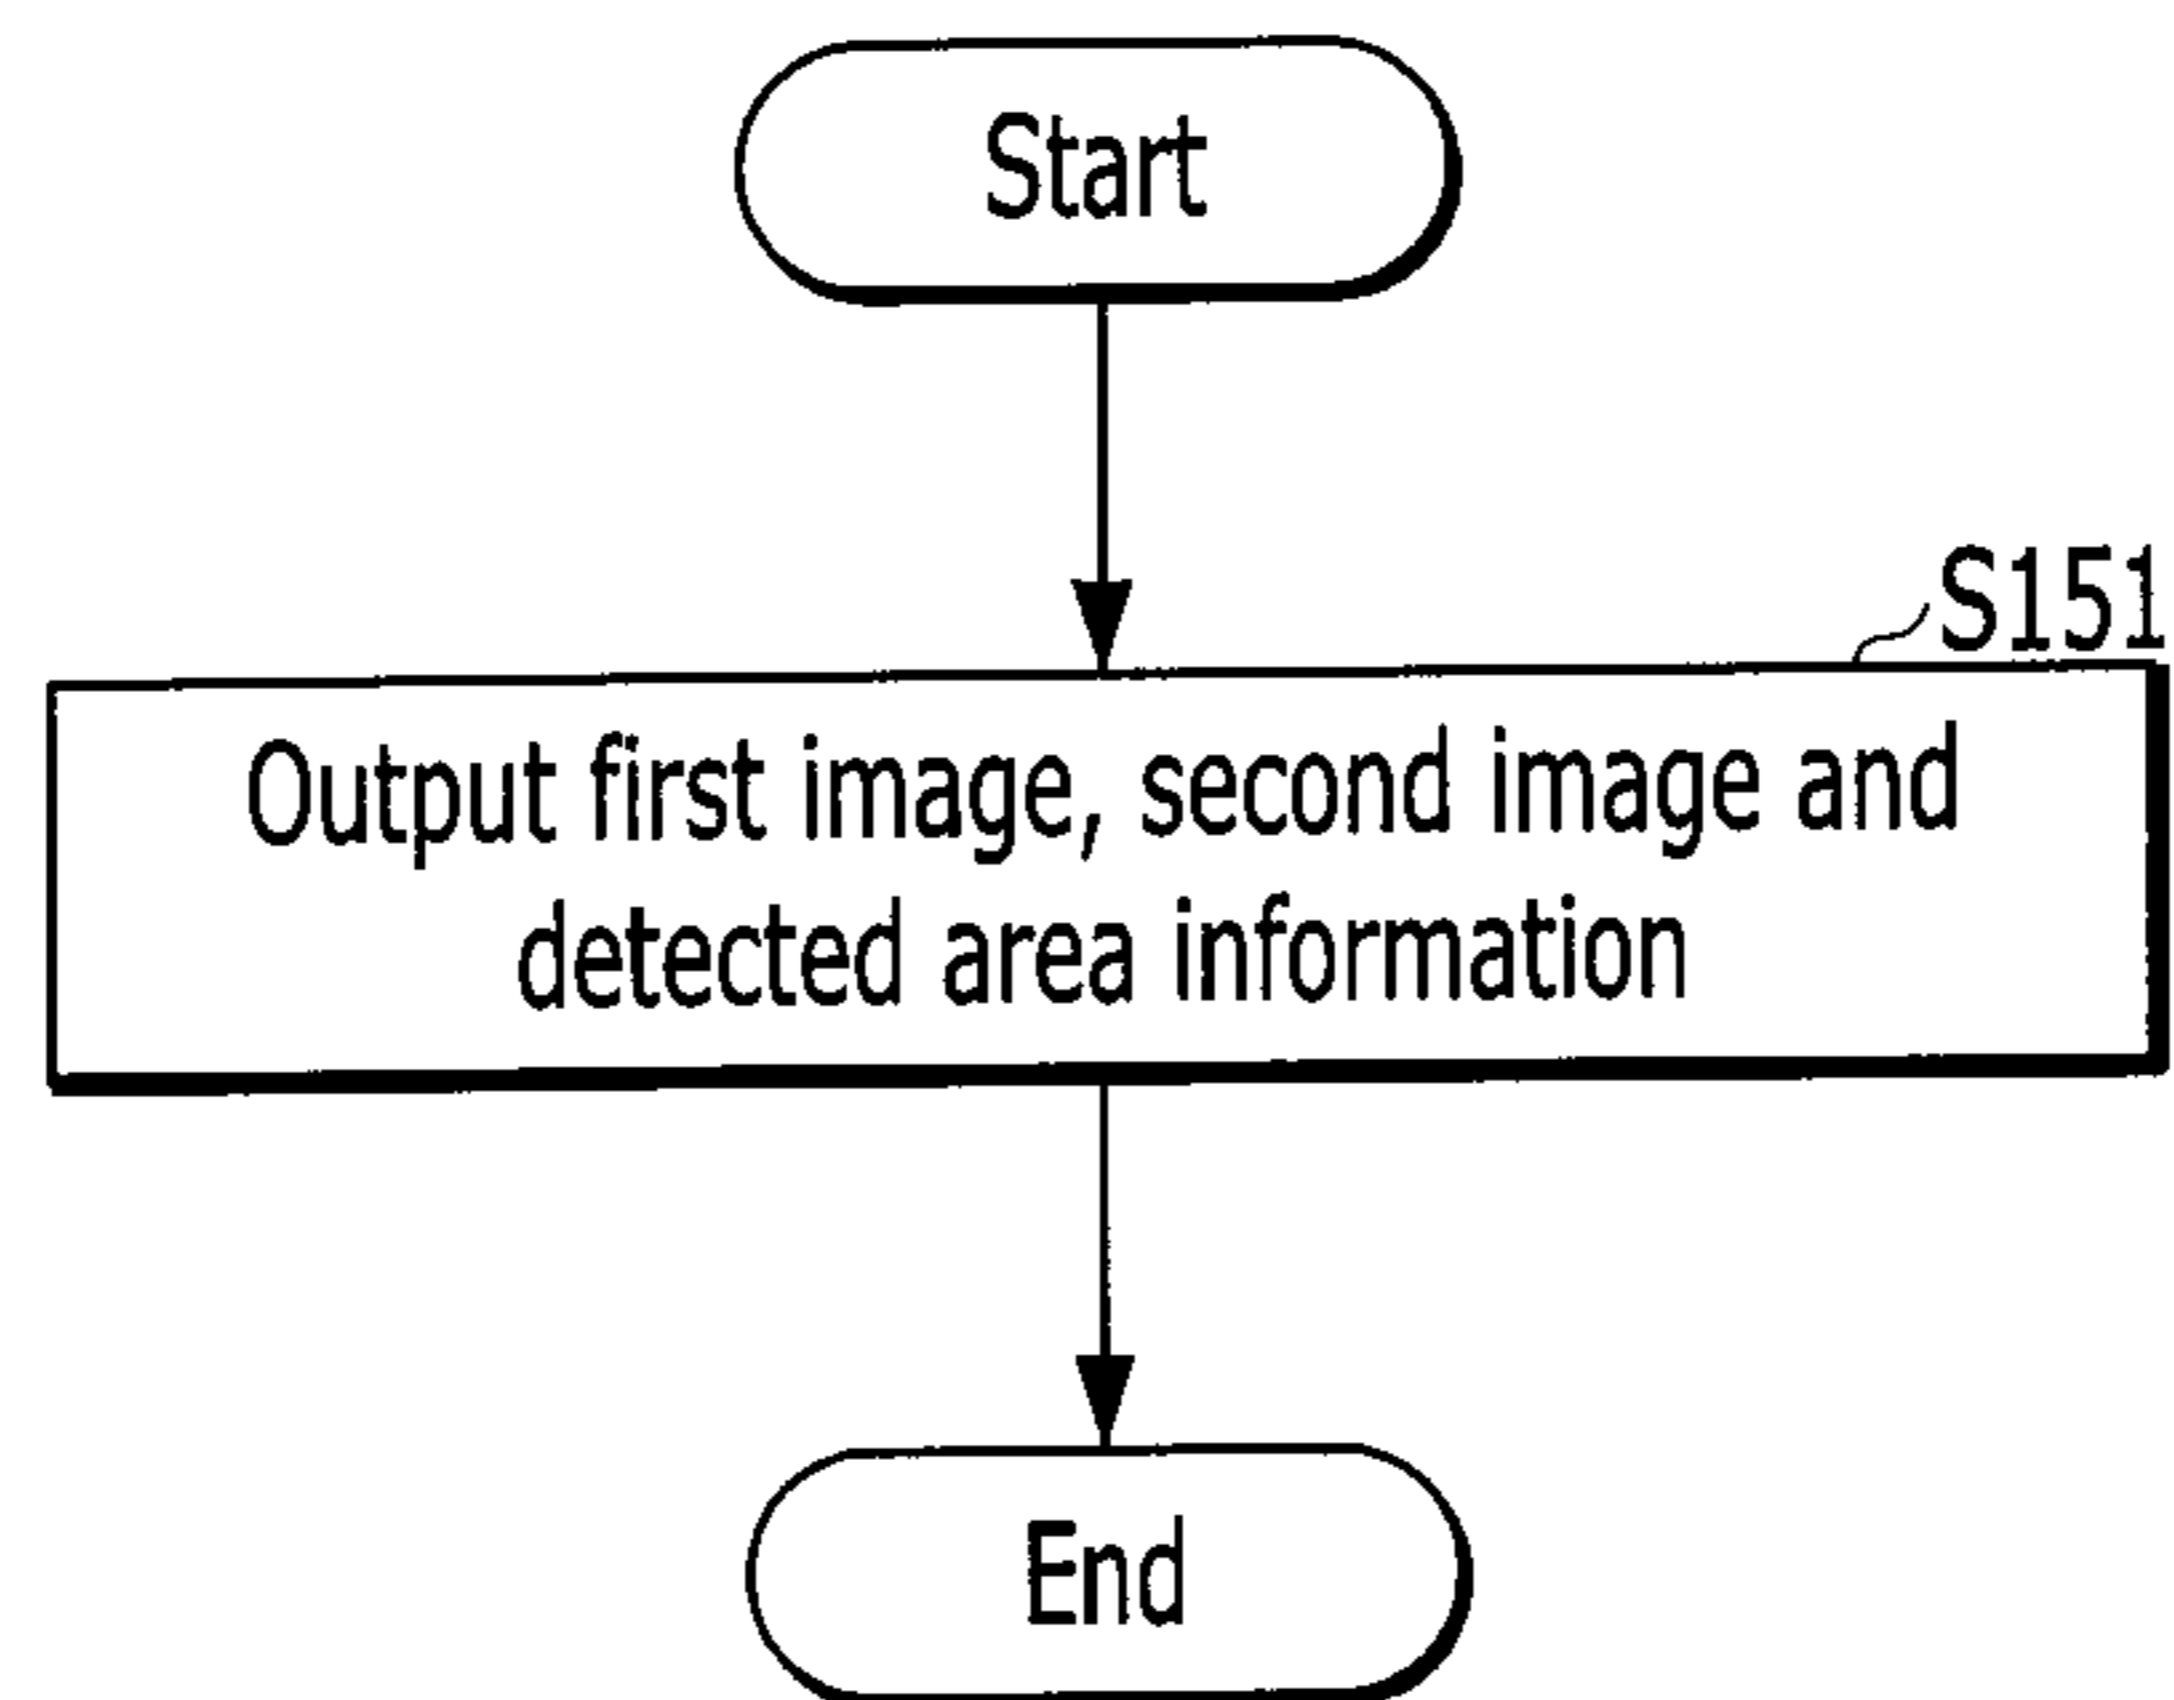 Start
S151
Output first image, second image and
detected area information
End